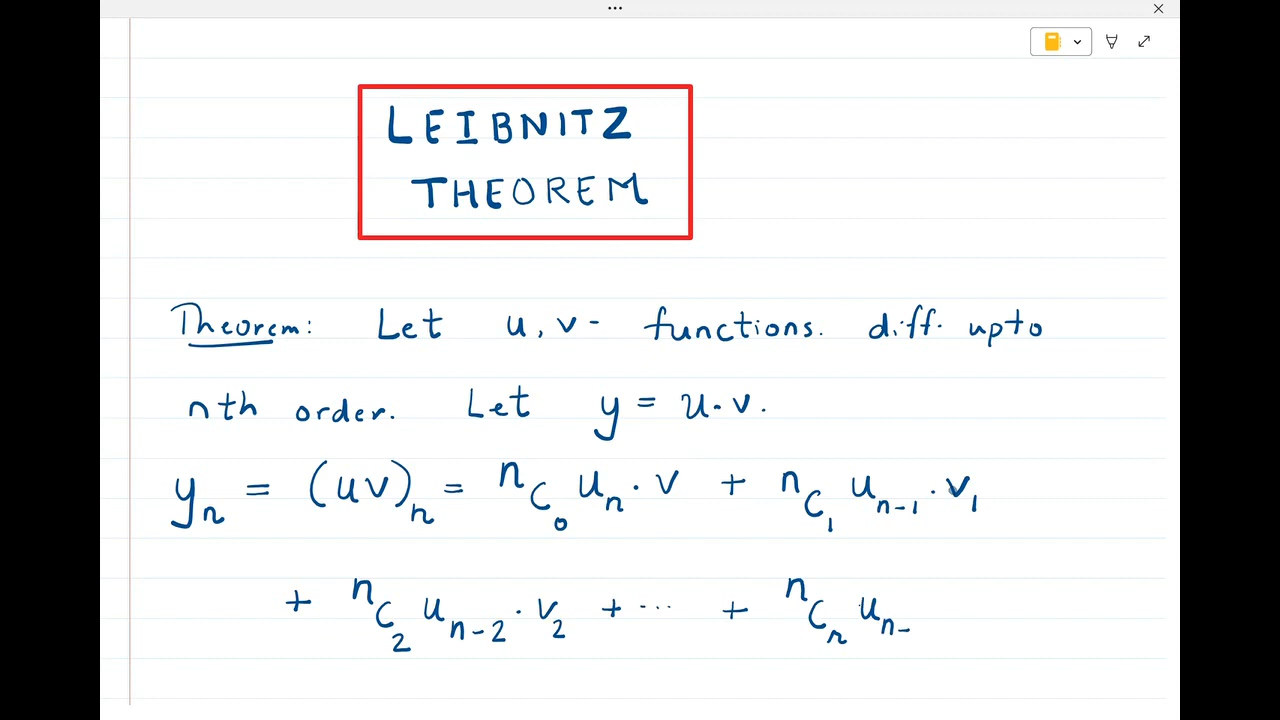 LEIBNITZ
THEOREM
Theorem: Let u, v - functions. diff. upto
nth order. Let y = u·v.
yₙ = (uv)ₙ = ⁿC₀ uₙ·v + ⁿC₁ uₙ₋₁·v₁
+ ⁿC₂ uₙ₋₂·v₂ + ··· + ⁿCₙ uₙ₋